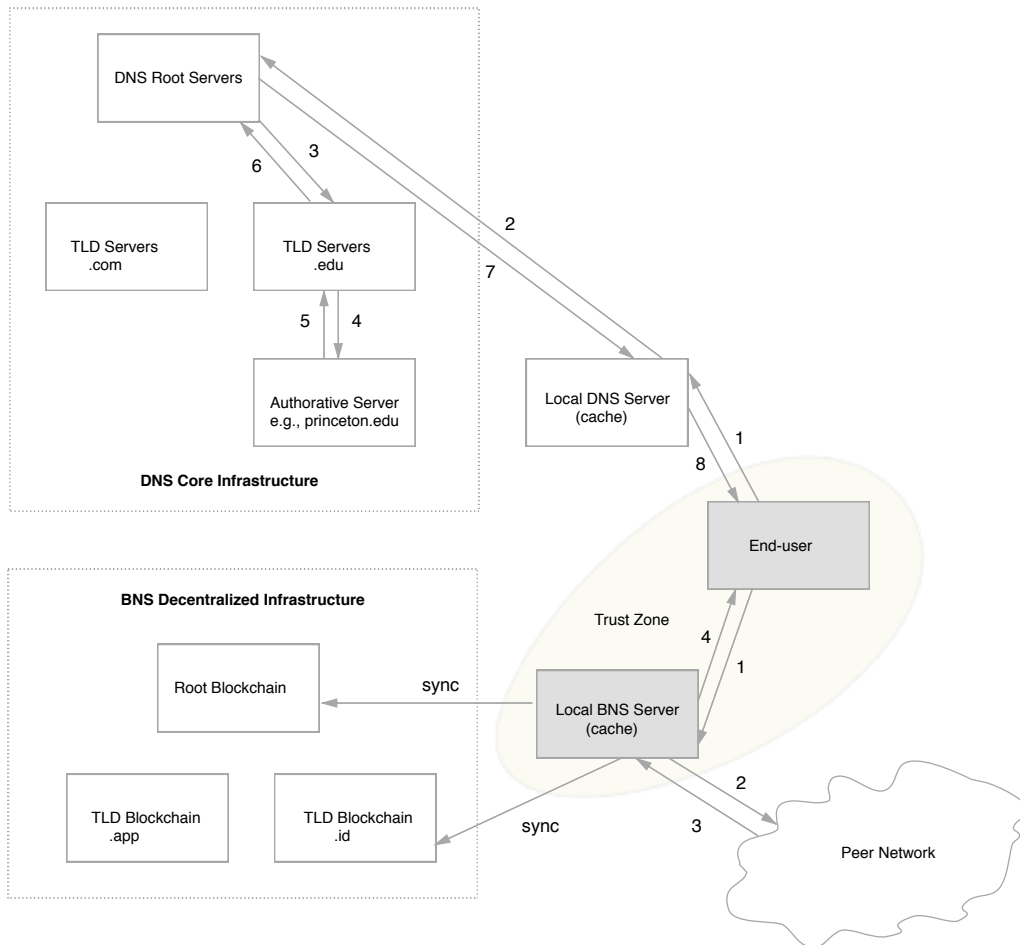 DNS Root Servers
3
6
2
7
TLD Servers
.com
TLD Servers
.edu
5
4
Authorative Server
e.g., princeton.edu
DNS Core Infrastructure
Local DNS Server
(cache)
1
8
End-user
BNS Decentralized Infrastructure
Trust Zone
4
1
Root Blockchain
sync
Local BNS Server
(cache)
TLD Blockchain
.app
TLD Blockchain
.id
sync
2
3
Peer Network